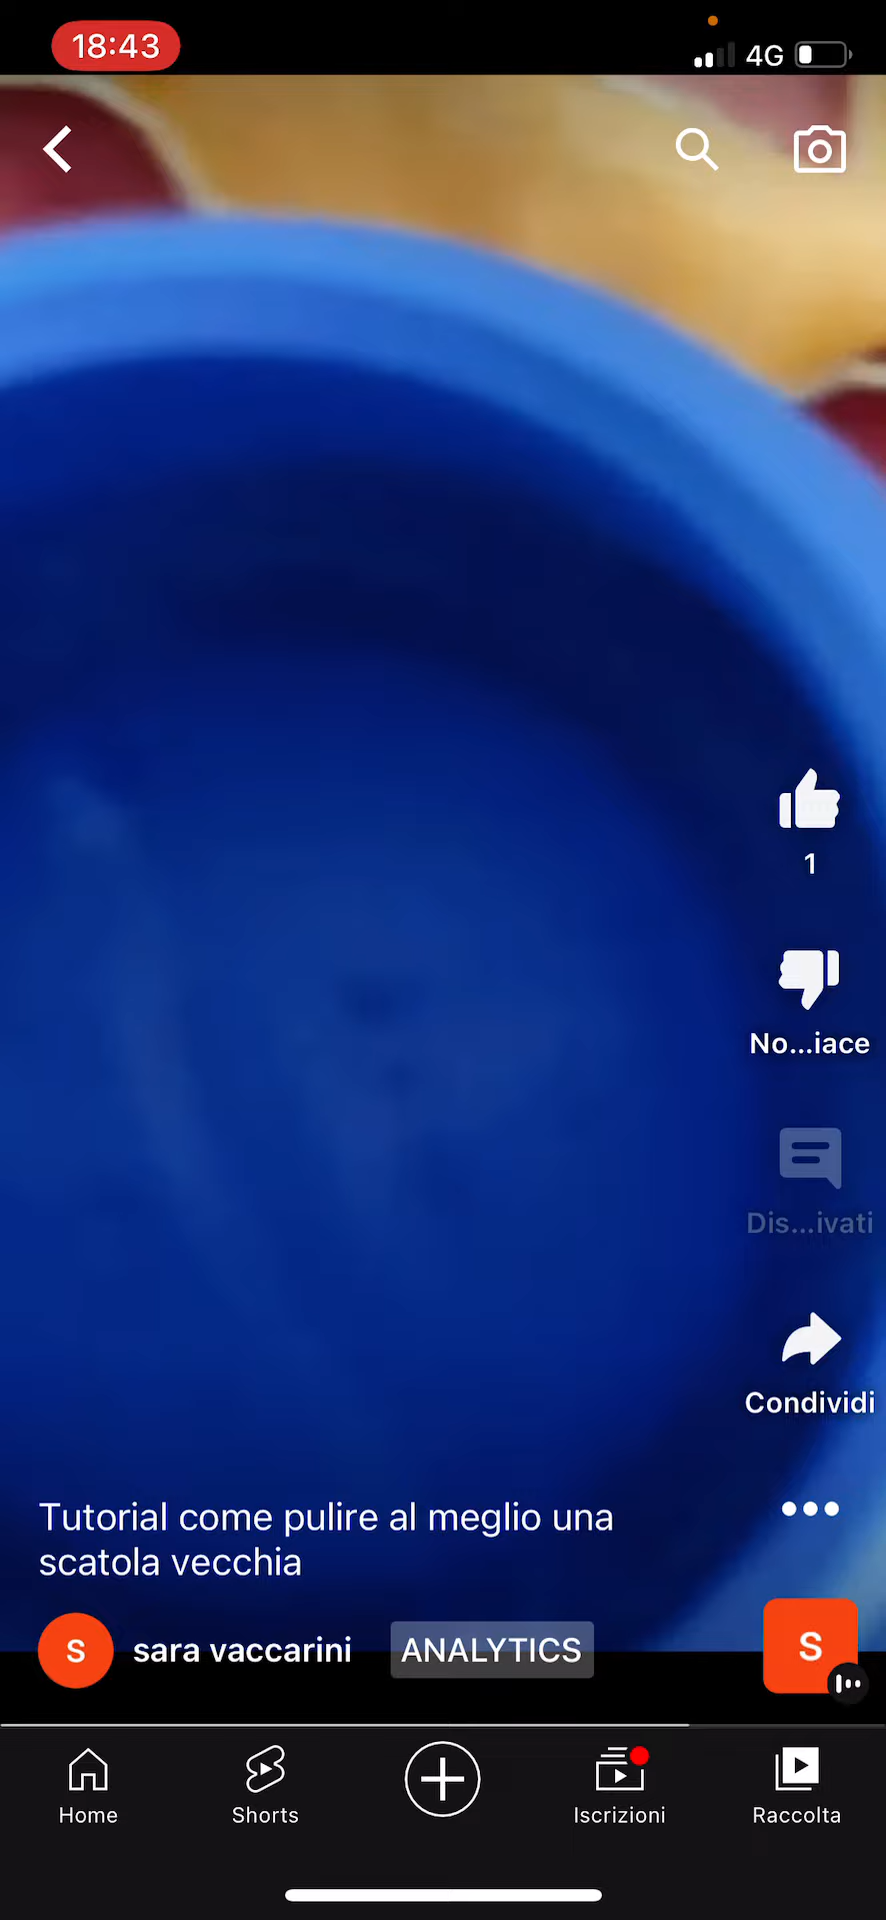 18:43
4G
1
No...iace
Dis...ivati
Condividi
Tutorial come pulire al meglio una
scatola vecchia
S
sara vaccarini
ANALYTICS
S
Home
Shorts
Iscrizioni
Raccolta